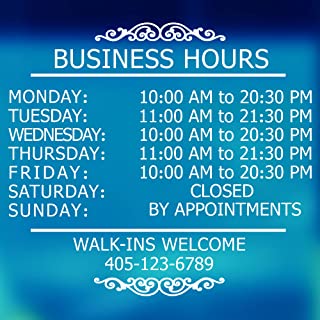 BUSINESS HOURS
MONDAY: 10:00 AM to 20:30 PM
TUESDAY: 11:00 AM to 21:30 PM
WEDNESDAY: 10:00 AM to 20:30 PM
THURSDAY: 11:00 AM to 21:30 PM
FRIDAY: 10:00 AM to 20:30 PM
SATURDAY: CLOSED
SUNDAY: BY APPOINTMENTS
WALK-INS WELCOME
405-123-6789